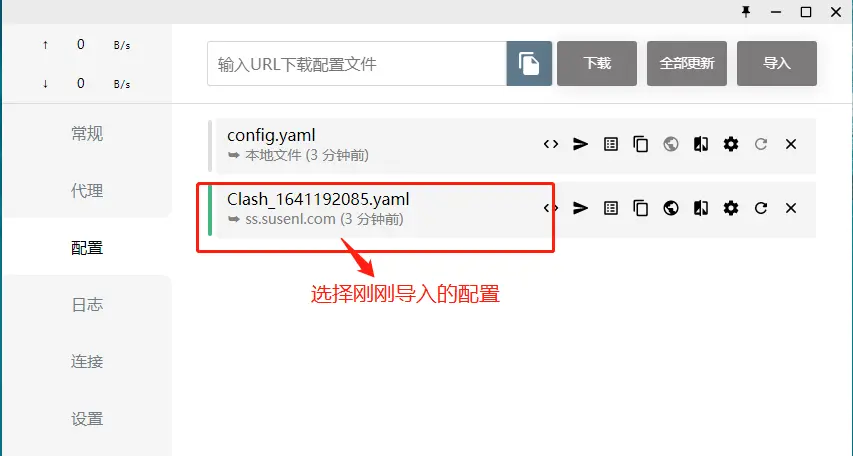 ↑ 0 B/s
↓ 0 B/s
输入URL下载配置文件
下载
全部更新
导入
常规
代理
配置
日志
连接
设置
config.yaml
本地文件 (3 分钟前)
Clash_1641192085.yaml
ss.susenl.com (3 分钟前)
选择刚刚导入的配置